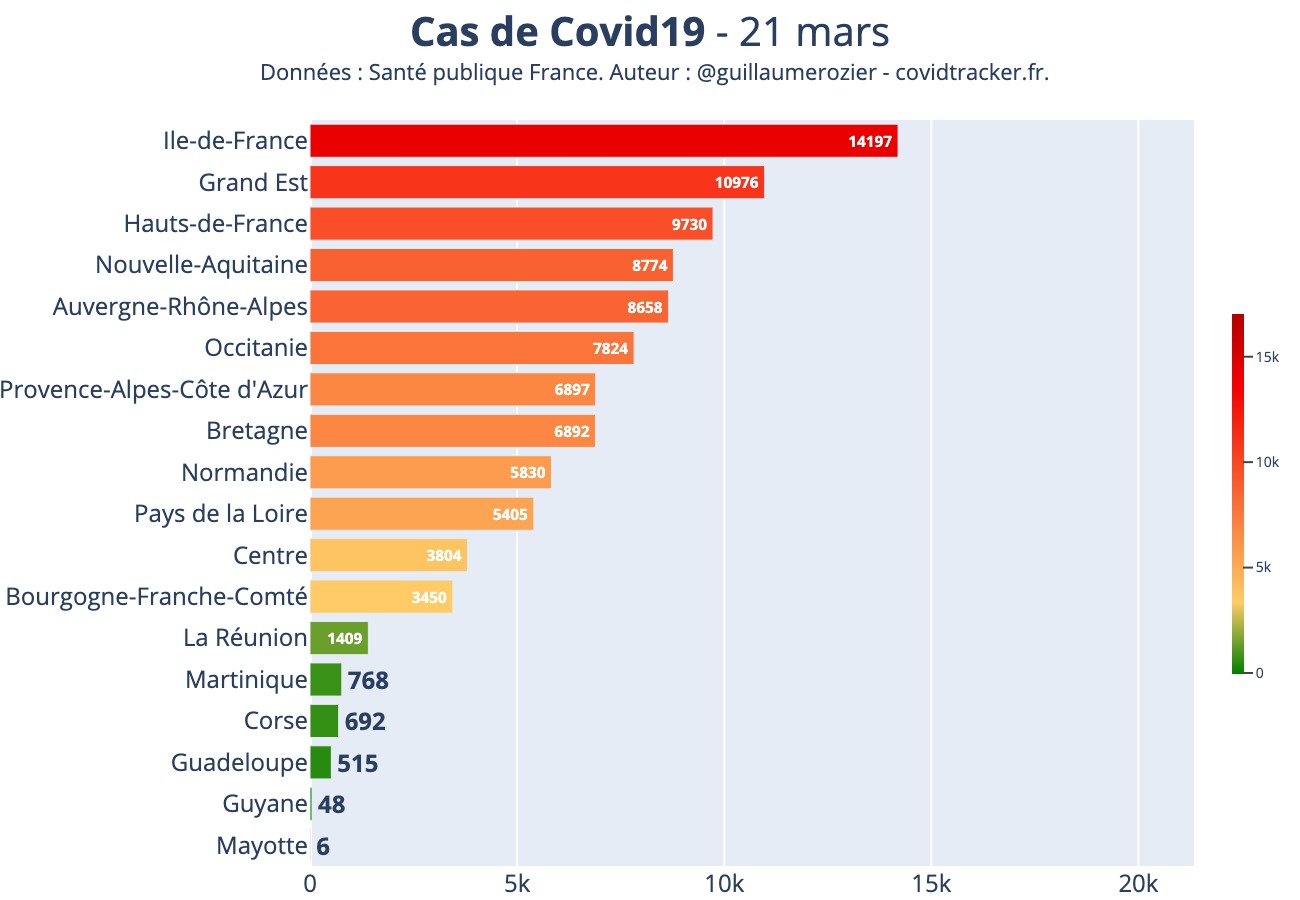 Cas de Covid19 - 21 mars
Données : Santé publique France. Auteur : @guillaumerozier - covidtracker.fr.
Ile-de-France 14197
Grand Est 10976
Hauts-de-France 9730
Nouvelle-Aquitaine 8774
Auvergne-Rhône-Alpes 8658
Occitanie 7824
Provence-Alpes-Côte d'Azur 6897
Bretagne 6892
Normandie 5830
Pays de la Loire 5405
Centre 3804
Bourgogne-Franche-Comté 3450
La Réunion 1409
Martinique 768
Corse 692
Guadeloupe 515
Guyane 48
Mayotte 6
0 5k 10k 15k 20k
15k
10k
5k
0